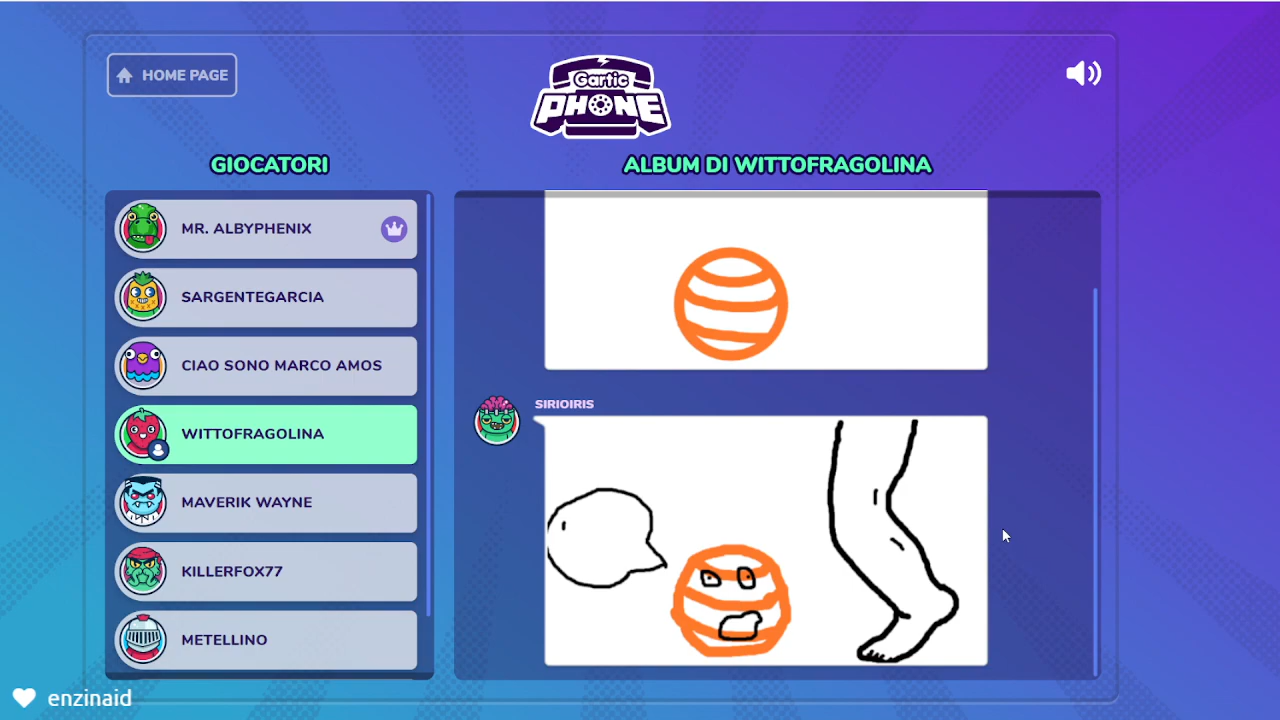 HOME PAGE
Gartic
PHONE
GIOCATORI
ALBUM DI WITTOFRAGOLINA
MR. ALBYPHENIX
SARGENTEGARCIA
CIAO SONO MARCO AMOS
WITTOFRAGOLINA
MAVERIK WAYNE
KILLERFOX77
METELLINO
SIRIOIRIS
enzinaid